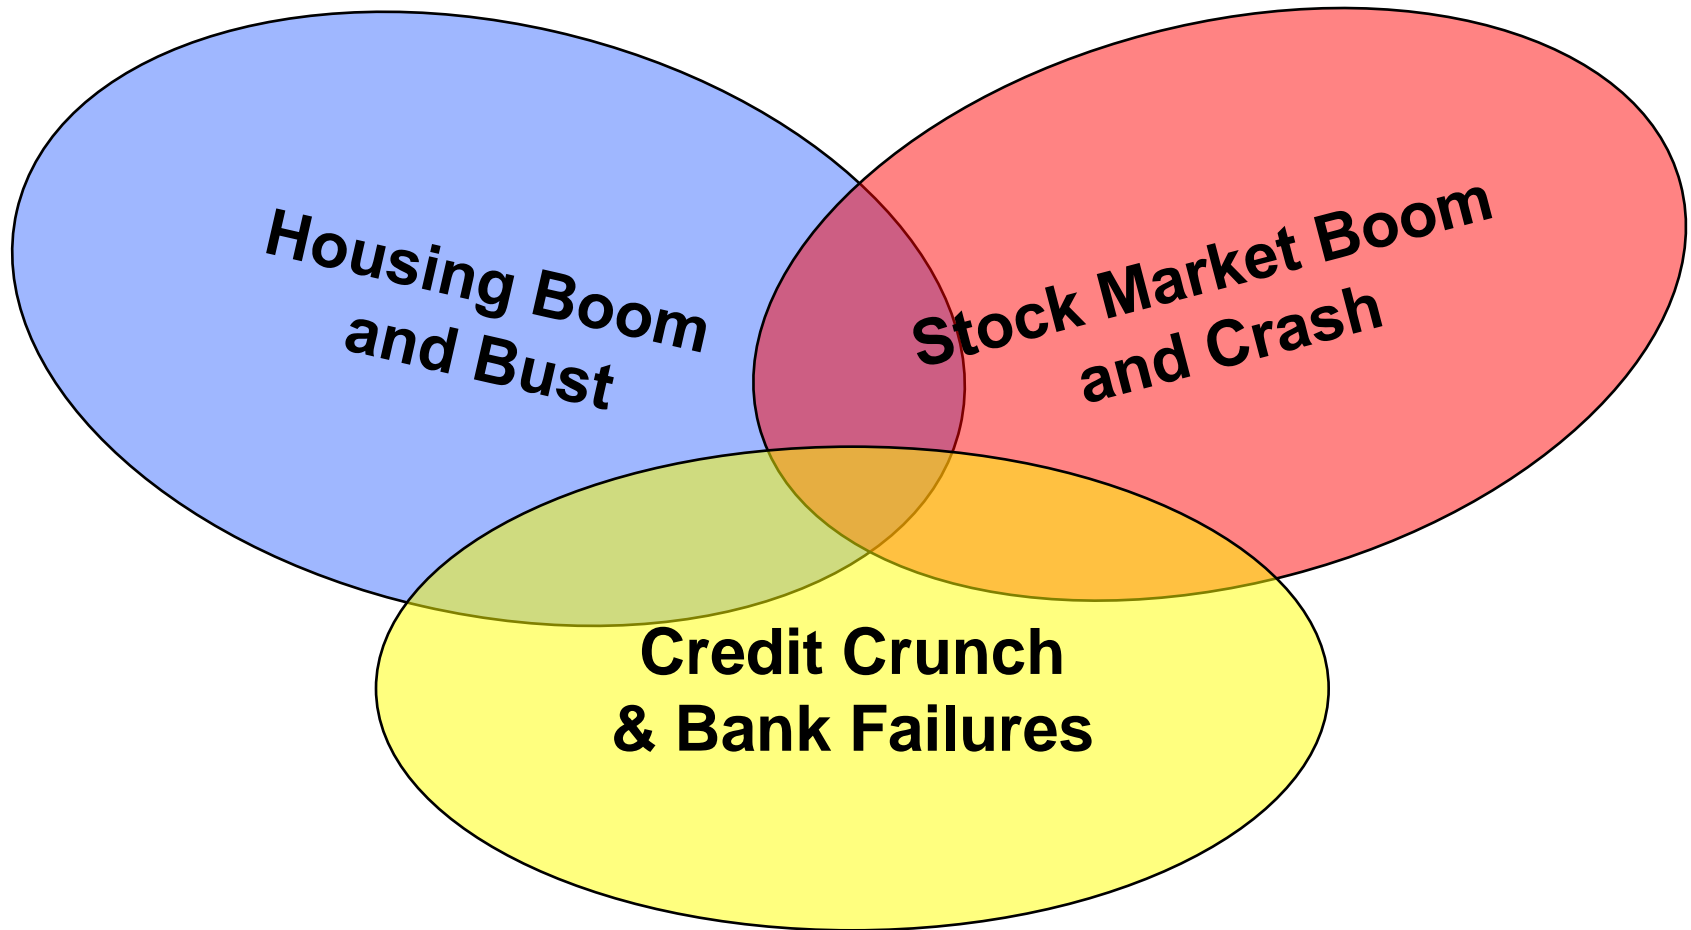 Housing Boom
and Bust
Stock Market Boom
and Crash
Credit Crunch
& Bank Failures